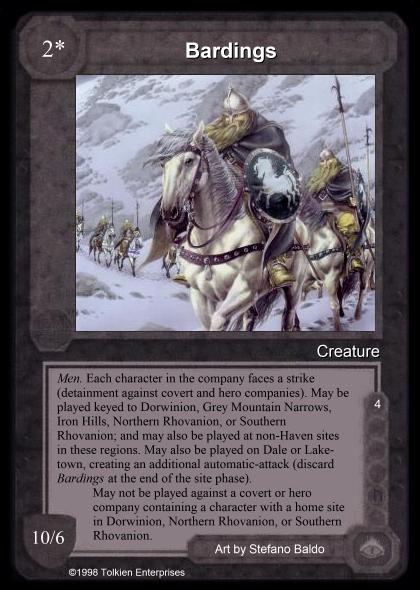 2*
Bardings
Creature
Men. Each character in the company faces a strike
(detainment against covert and hero companies). May be
played keyed to Dorwinion, Grey Mountain Narrows,
Iron Hills, Northern Rhovanion, or Southern
Rhovanion; and may also be played at non-Haven sites
in these regions. May also be played on Dale or Lake-
town, creating an additional automatic-attack (discard
Bardings at the end of the site phase).
May not be played against a covert or hero
company containing a character with a home site
in Dorwinion, Northern Rhovanion, or Southern
Rhovanion.
4
10/6
Art by Stefano Baldo
©1998 Tolkien Enterprises